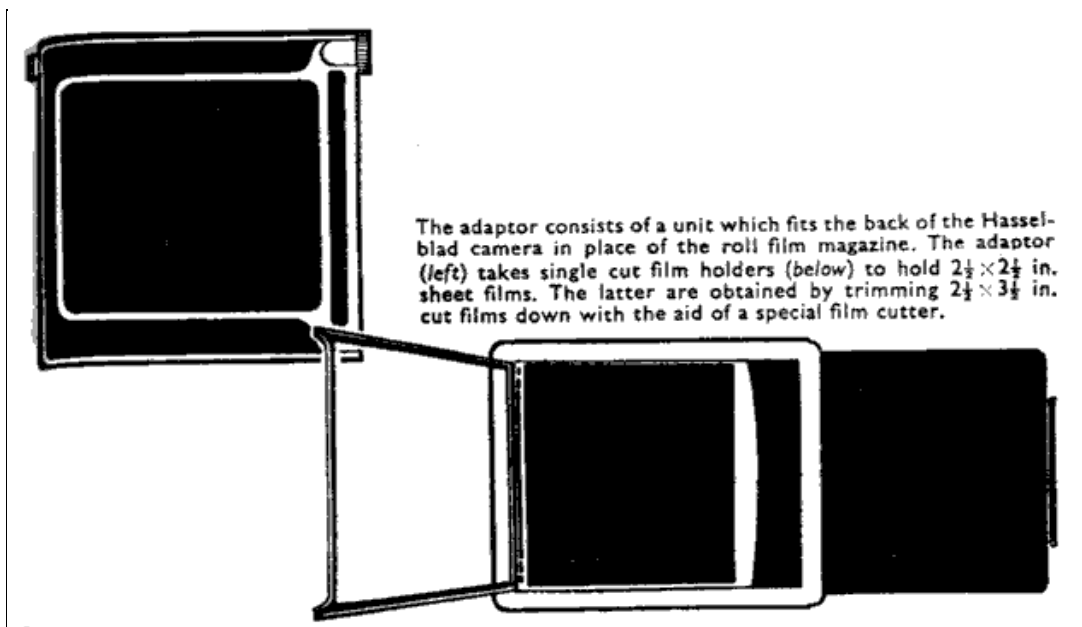 The adaptor consists of a unit which fits the back of the Hassel-
blad camera in place of the roll film magazine. The adaptor
(left) takes single cut film holders (below) to hold 2¼ × 2¼ in.
sheet films. The latter are obtained by trimming 2¼ × 3¼ in.
cut films down with the aid of a special film cutter.